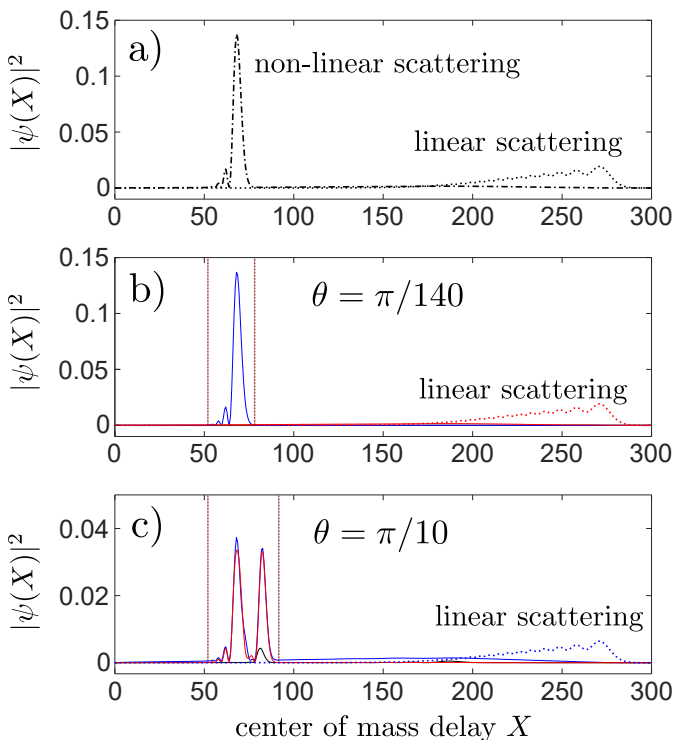 a)
non-linear scattering
linear scattering
|ψ(X)|²
0.15
0.1
0.05
0
0 50 100 150 200 250 300
b)
θ = π/140
linear scattering
|ψ(X)|²
0.15
0.1
0.05
0
0 50 100 150 200 250 300
c)
θ = π/10
linear scattering
|ψ(X)|²
0.04
0.02
0
0 50 100 150 200 250 300
center of mass delay X